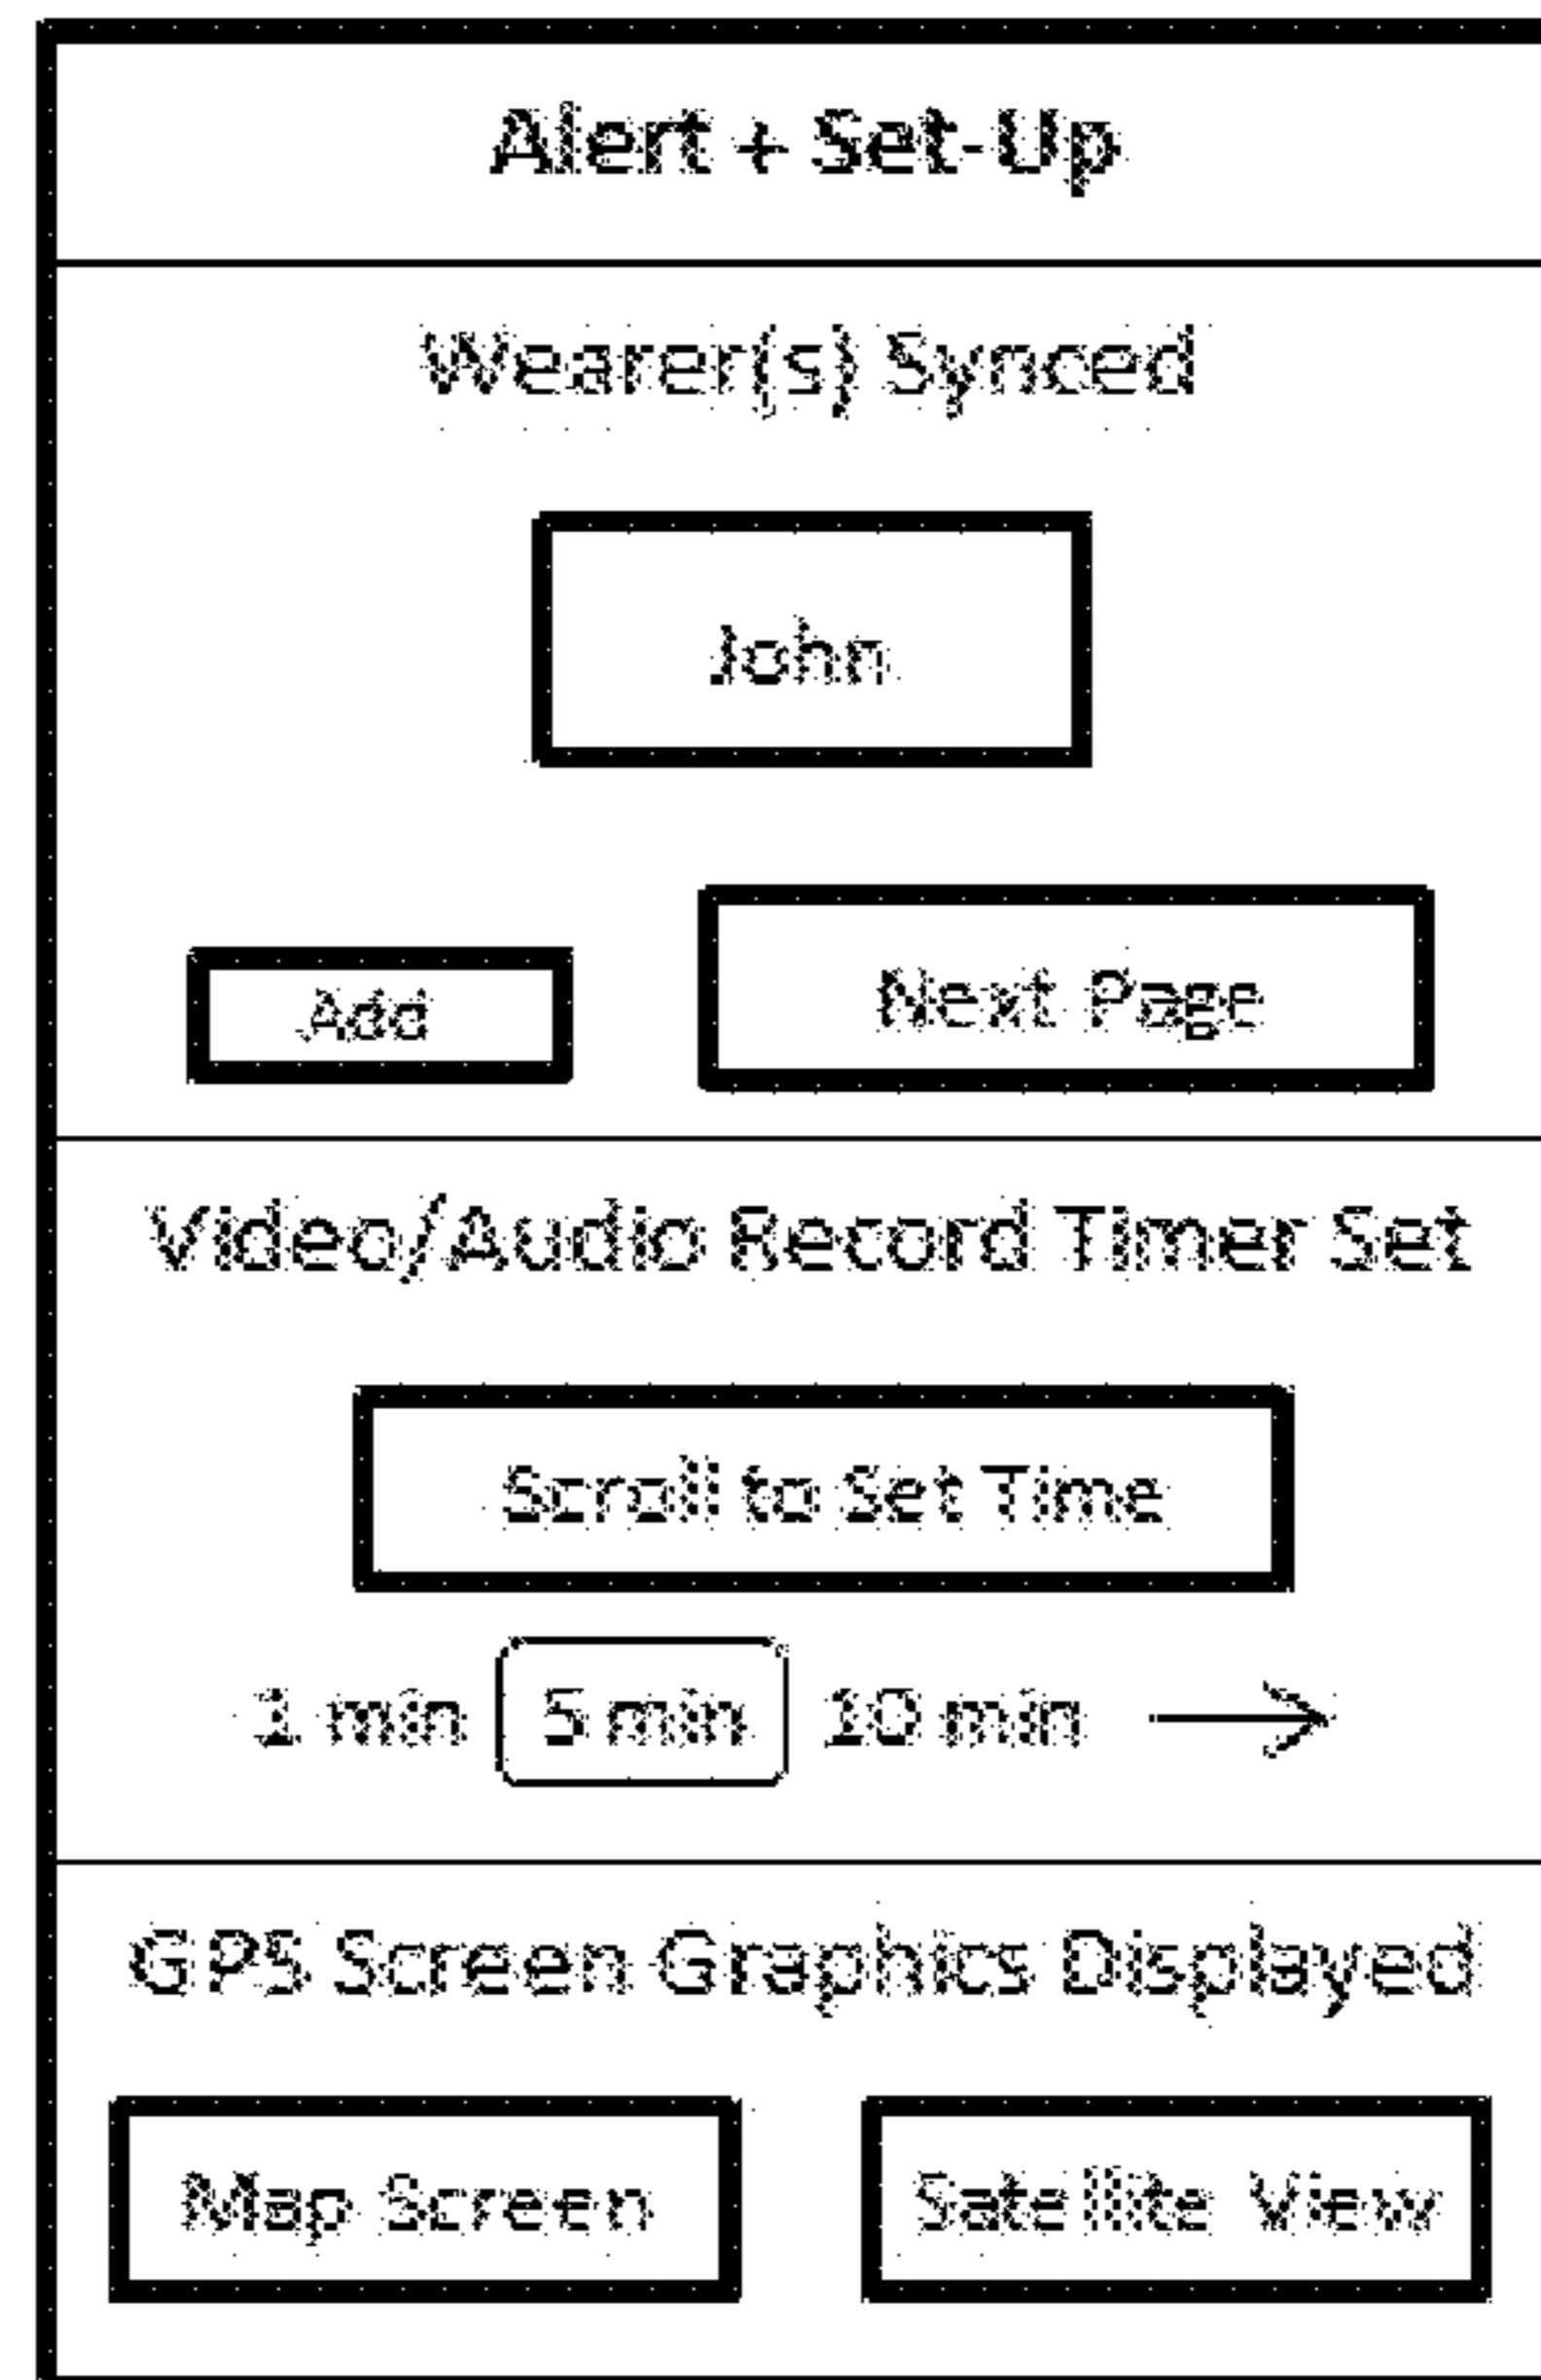 Alert + Set-Up
Wearer(s) Synced
John
Add
Next Page
Video/Audio Record Timer Set
Scroll to Set Time
1 min 5 min 10 min
GPS Screen Graphics Displayed
Map Screen
Satellite View